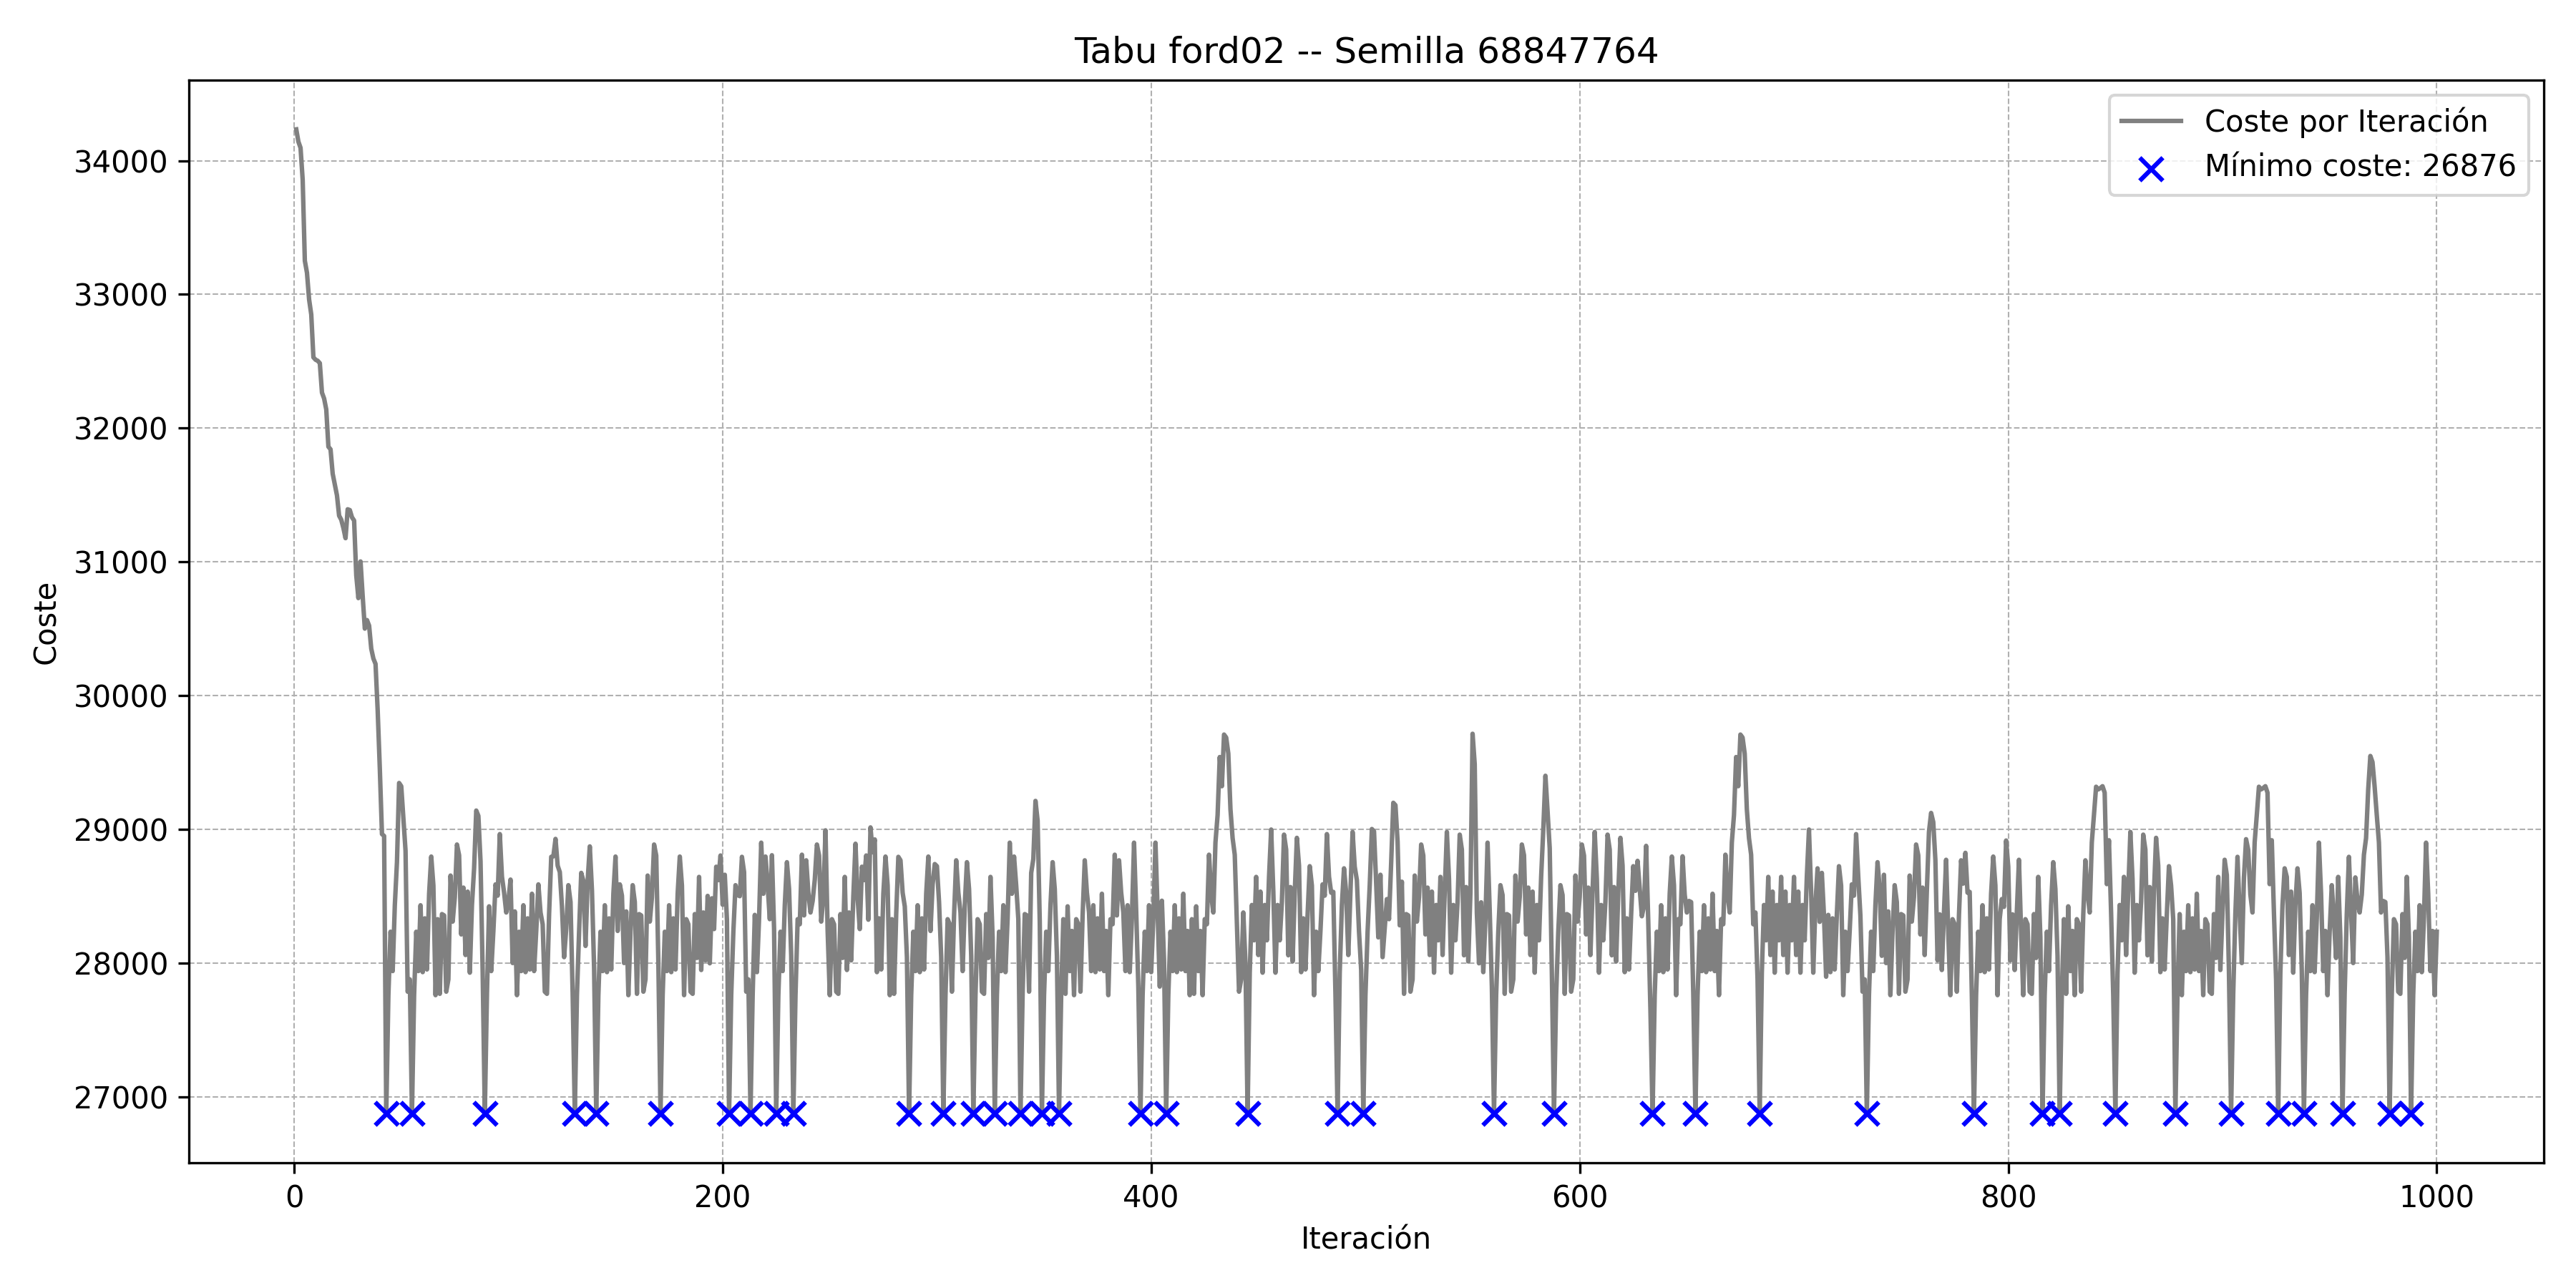 Tabu ford02 -- Semilla 68847764
Coste por Iteración
Mínimo coste: 26876
34000
33000
32000
31000
30000
29000
28000
27000
Coste
0
200
400
600
800
1000
Iteración